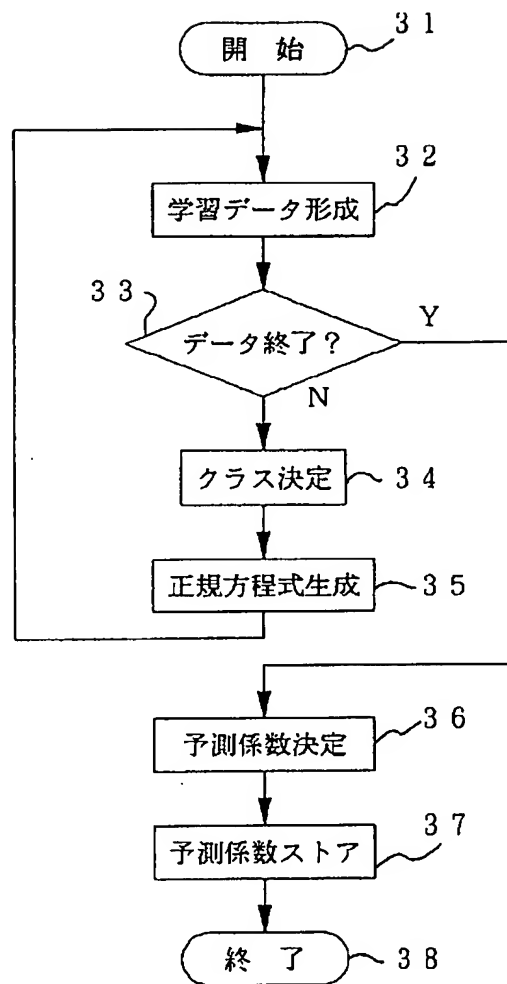 ３１
開 始
３２
学習データ形成
３３
データ終了？
Y
N
クラス決定
３４
正規方程式生成
３５
予測係数決定
３６
予測係数ストア
３７
終 了
３８